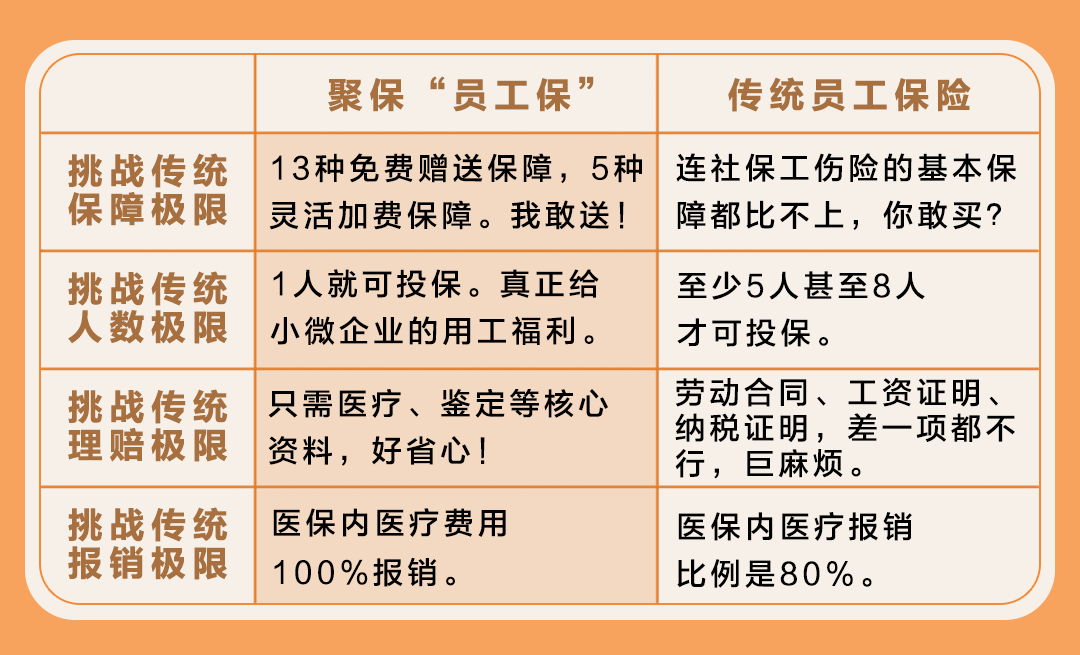 聚保“员工保”
传统员工保险
挑战传统
保障极限
13种免费赠送保障，5种
灵活加费保障。我敢送！
连社保工伤险的基本保
障都比不上，你敢买？
挑战传统
人数极限
1人就可投保。真正给
小微企业的用工福利。
至少5人甚至8人
才可投保。
挑战传统
理赔极限
只需医疗、鉴定等核心
资料，好省心！
劳动合同、工资证明、
纳税证明，差一项都不
行，巨麻烦。
挑战传统
报销极限
医保内医疗费用
100%报销。
医保内医疗报销
比例是80%。